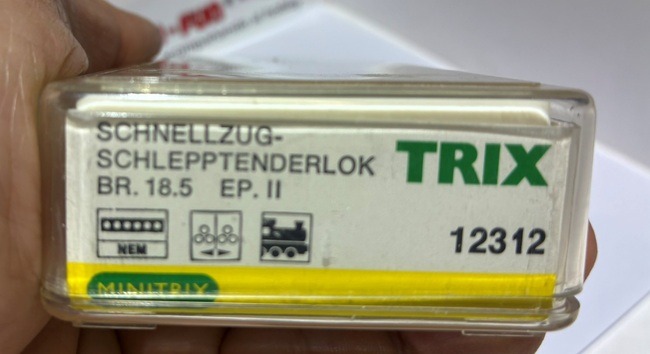 SCHNELLZUG-
SCHLEPPTENDERLOK
BR. 18.5 EP. II
TRIX
NEM
12312
MINITRIX